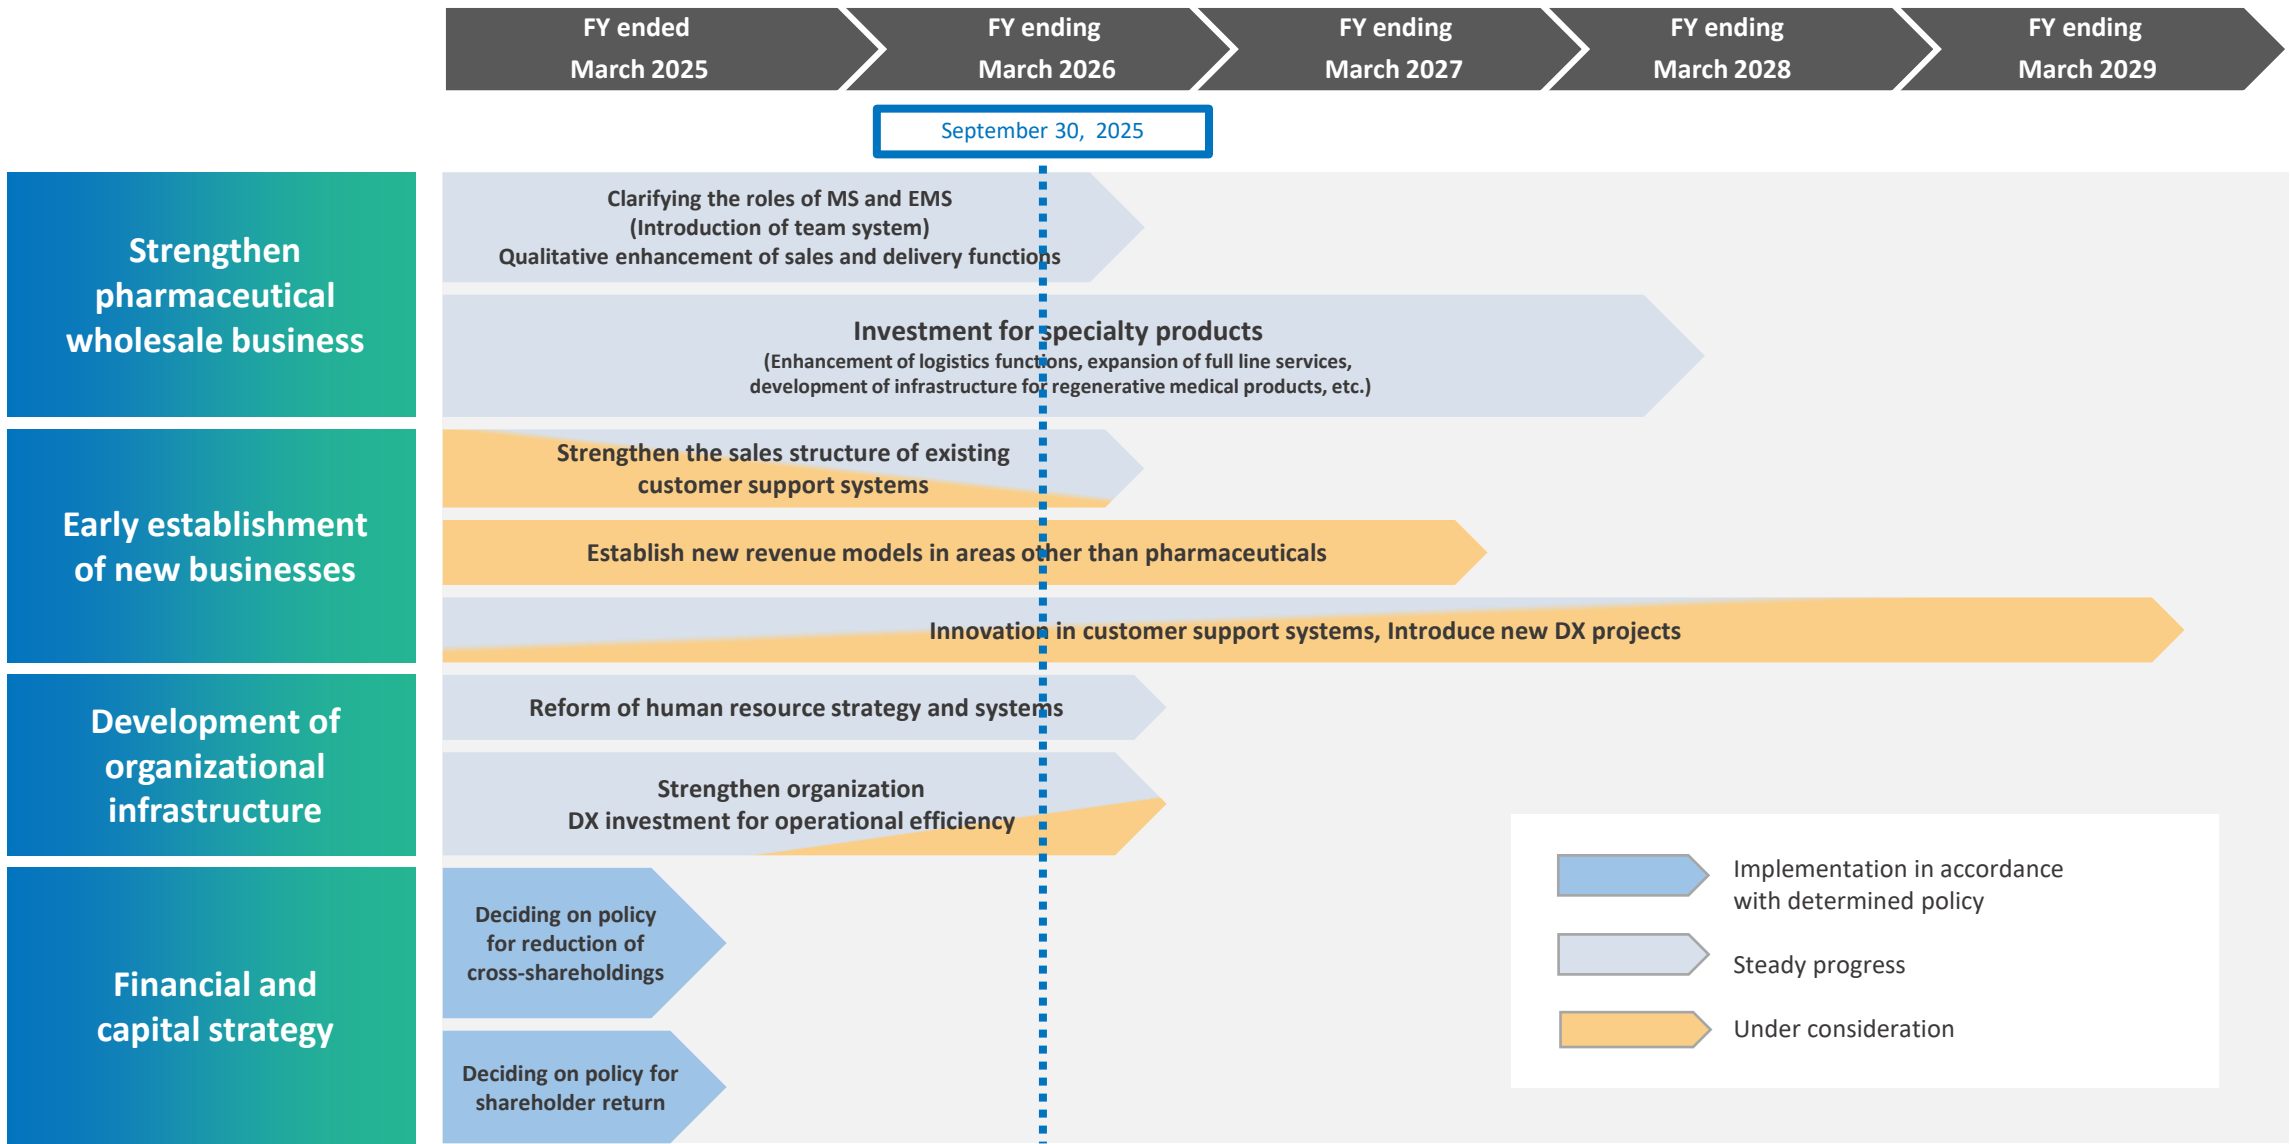 FY ended
March 2025
FY ending
March 2026
FY ending
March 2027
FY ending
March 2028
FY ending
March 2029
September 30, 2025
Strengthen
pharmaceutical
wholesale business
Clarifying the roles of MS and EMS
(Introduction of team system)
Qualitative enhancement of sales and delivery functions
Investment for specialty products
(Enhancement of logistics functions, expansion of full line services,
development of infrastructure for regenerative medical products, etc.)
Early establishment
of new businesses
Strengthen the sales structure of existing
customer support systems
Establish new revenue models in areas other than pharmaceuticals
Innovation in customer support systems, Introduce new DX projects
Development of
organizational
infrastructure
Reform of human resource strategy and systems
Strengthen organization
DX investment for operational efficiency
Financial and
capital strategy
Deciding on policy
for reduction of
cross-shareholdings
Deciding on policy for
shareholder return
Implementation in accordance
with determined policy
Steady progress
Under consideration